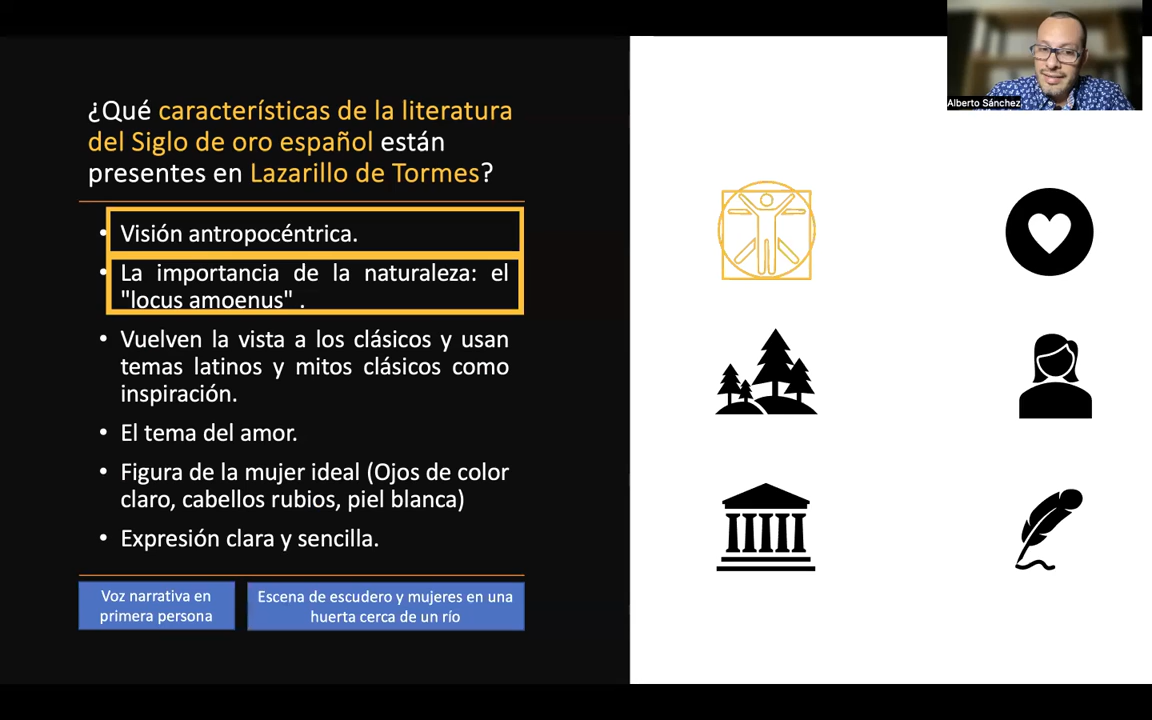 Alberto Sánchez
¿Qué características de la literatura
del Siglo de oro español están
presentes en Lazarillo de Tormes?
• Visión antropocéntrica.
• La importancia de la naturaleza: el
"locus amoenus" .
• Vuelven la vista a los clásicos y usan
temas latinos y mitos clásicos como
inspiración.
• El tema del amor.
• Figura de la mujer ideal (Ojos de color
claro, cabellos rubios, piel blanca)
• Expresión clara y sencilla.
Voz narrativa en
primera persona
Escena de escudero y mujeres en una
huerta cerca de un río